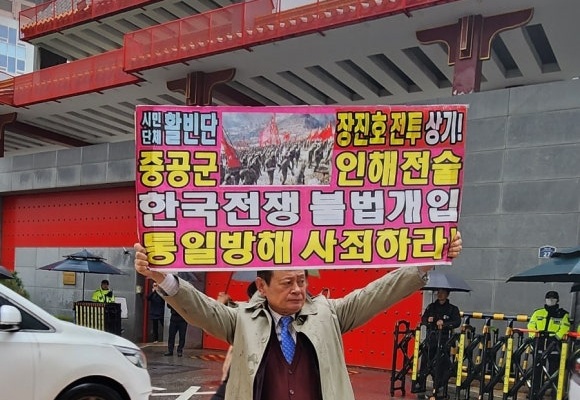 시민단체 활빈단 장진호 전투 상기!
중공군 인해전술
한국전쟁 불법개입
통일방해 사죄하라!
27